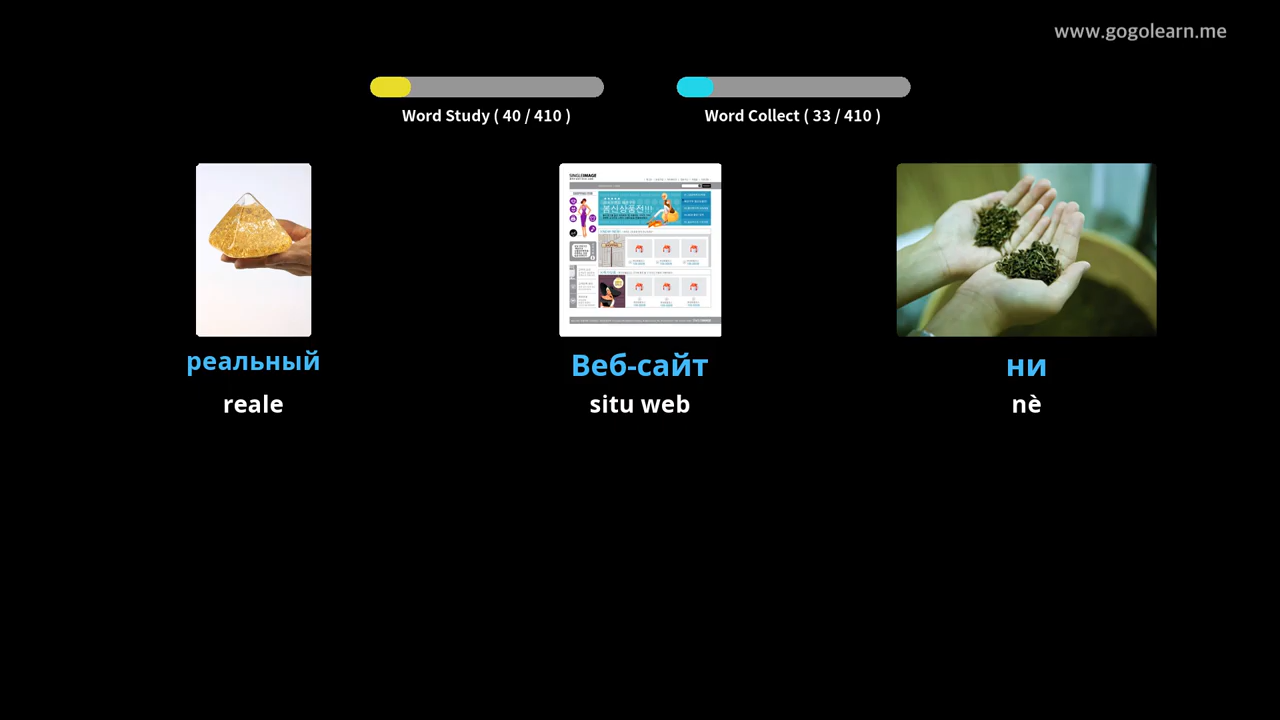 www.gogolearn.me
Word Study ( 40 / 410 )
Word Collect ( 33 / 410 )
реальный
Веб-сайт
ни
reale
situ web
nè